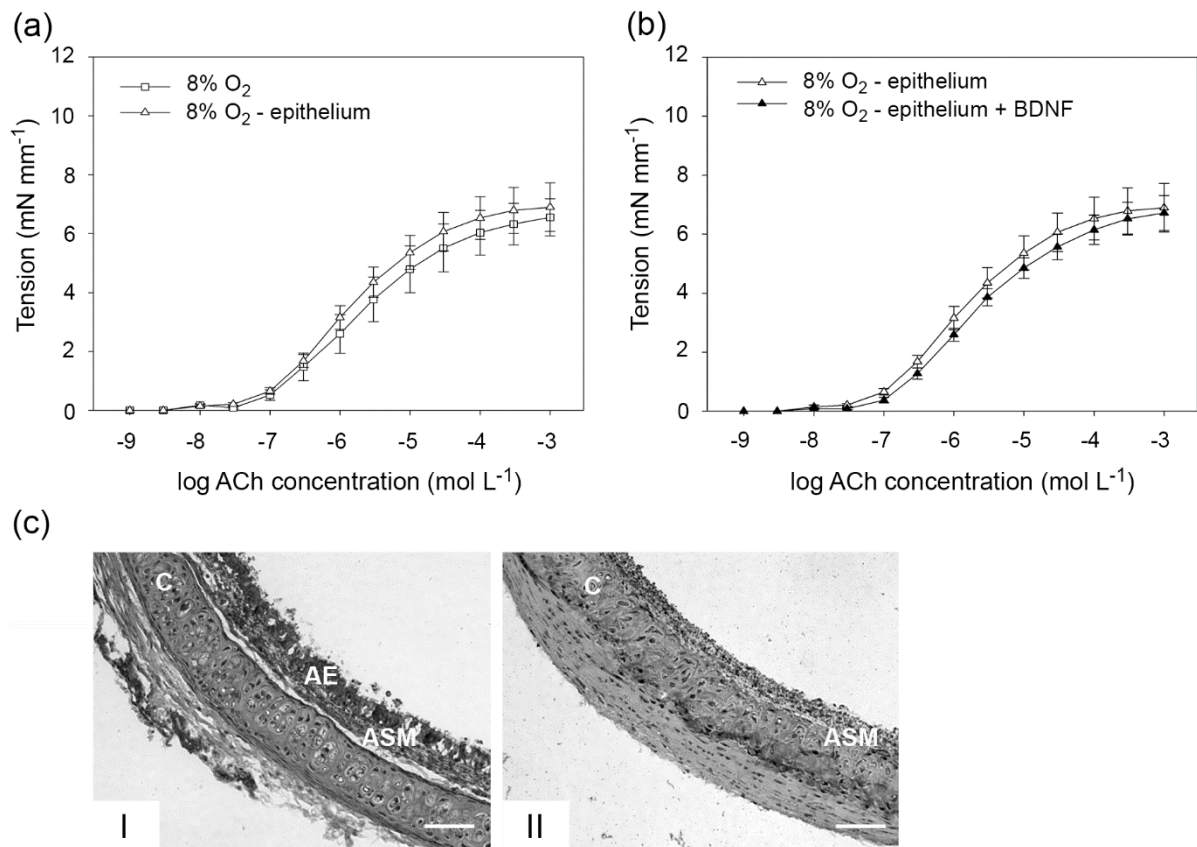 (a)
12
10
8
6
4
2
0
Tension (mN mm-1)
8% O2
8% O2 - epithelium
-9 -8 -7 -6 -5 -4 -3
log ACh concentration (mol L-1)
(b)
12
10
8
6
4
2
0
Tension (mN mm-1)
8% O2 - epithelium
8% O2 - epithelium + BDNF
-9 -8 -7 -6 -5 -4 -3
log ACh concentration (mol L-1)
(c)
C
AE
ASM
I
C
ASM
II